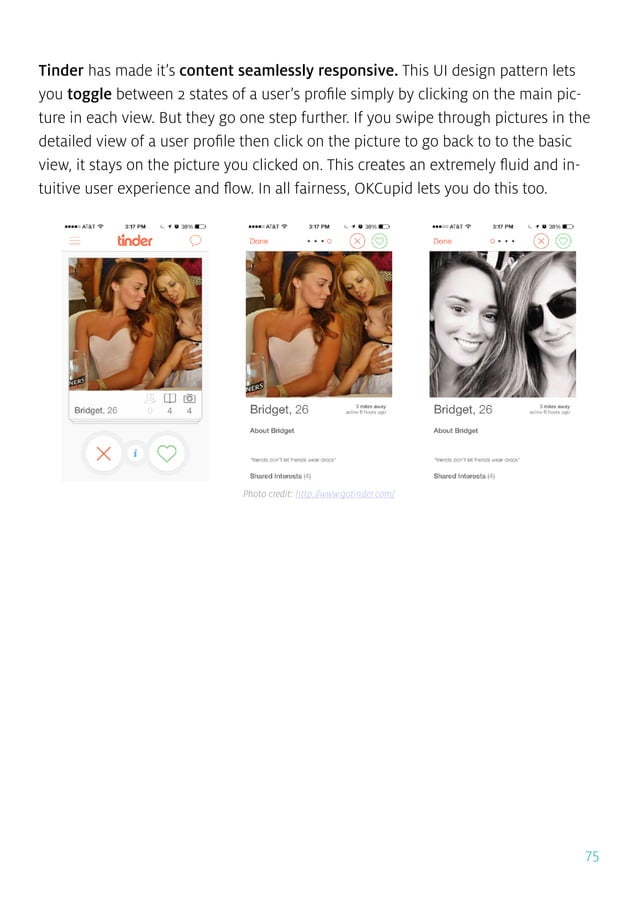 Tinder has made it’s content seamlessly responsive. This UI design pattern lets
you toggle between 2 states of a user’s profile simply by clicking on the main pic-
ture in each view. But they go one step further. If you swipe through pictures in the
detailed view of a user profile then click on the picture to go back to to the basic
view, it stays on the picture you clicked on. This creates an extremely fluid and in-
tuitive user experience and flow. In all fairness, OKCupid lets you do this too.
AT&T 3:17 PM 38%
tinder
NERS
Bridget, 26
0 4 4
i
AT&T 3:17 PM 38%
Done
NERS
Bridget, 26
3 miles away
active 8 hours ago
About Bridget
"friends don't let friends wear crocs"
Shared Interests (4)
AT&T 3:17 PM 38%
Done
Bridget, 26
3 miles away
active 8 hours ago
About Bridget
"friends don't let friends wear crocs"
Shared Interests (4)
Photo credit: http://www.gotinder.com/
75